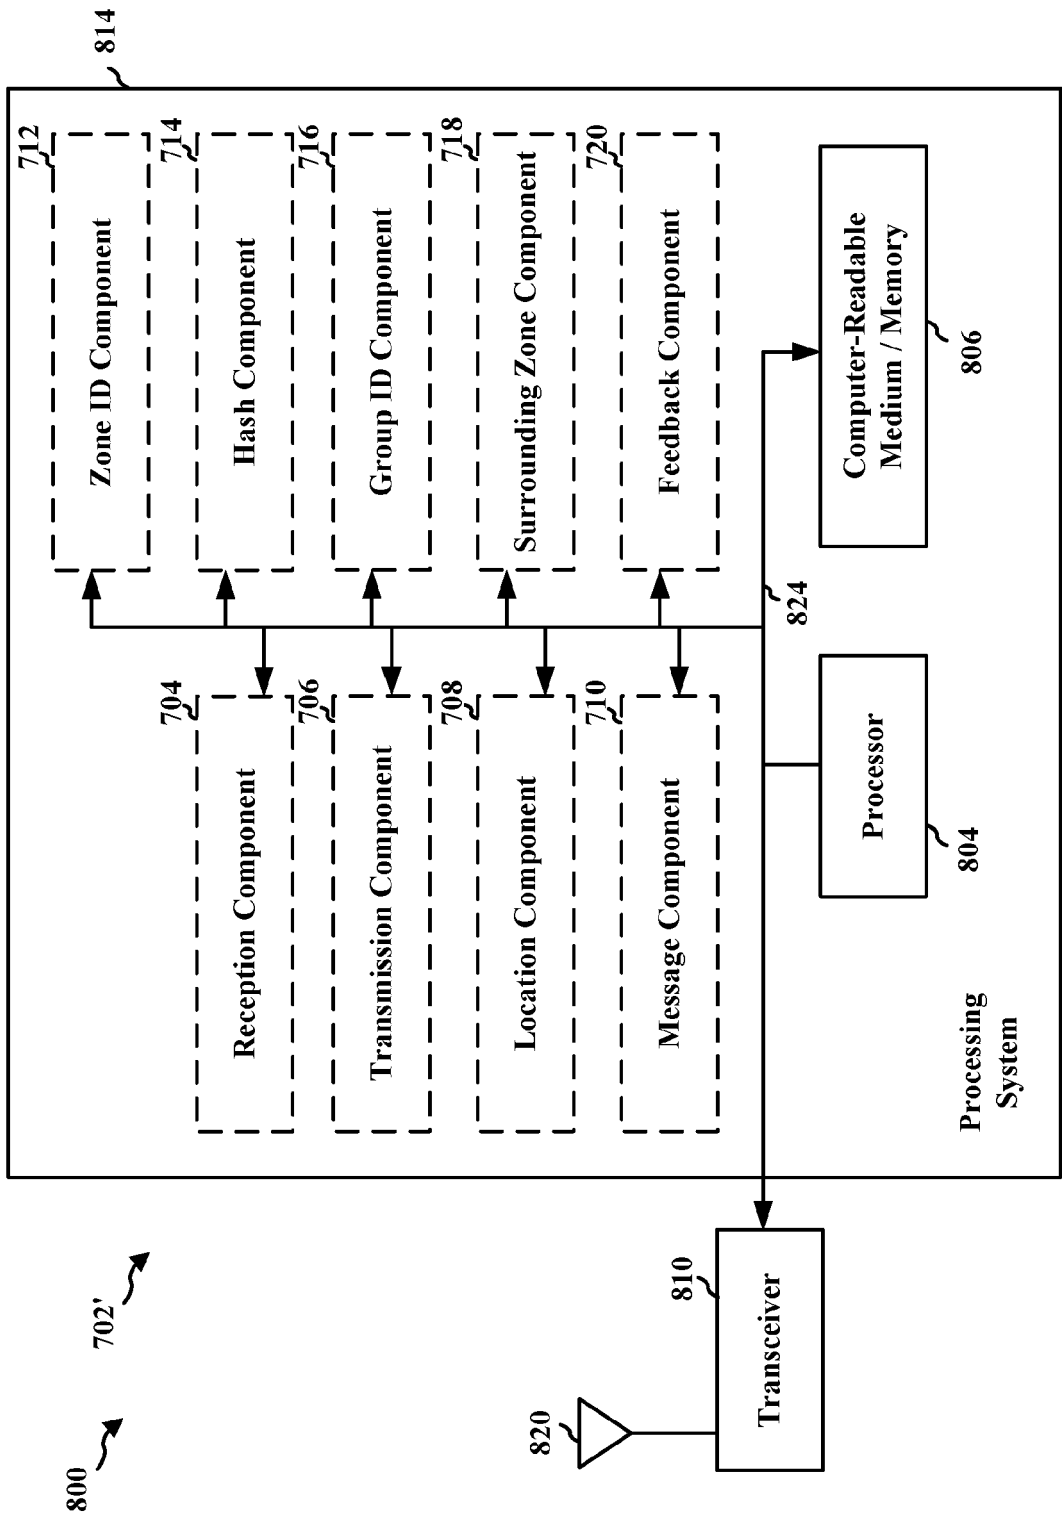 800
702'
814
704
Reception Component
712
Zone ID Component
706
Transmission Component
714
Hash Component
708
Location Component
716
Group ID Component
710
Message Component
718
Surrounding Zone Component
720
Feedback Component
820
810
Transceiver
824
Processor
804
Computer-Readable
Medium / Memory
806
Processing
System